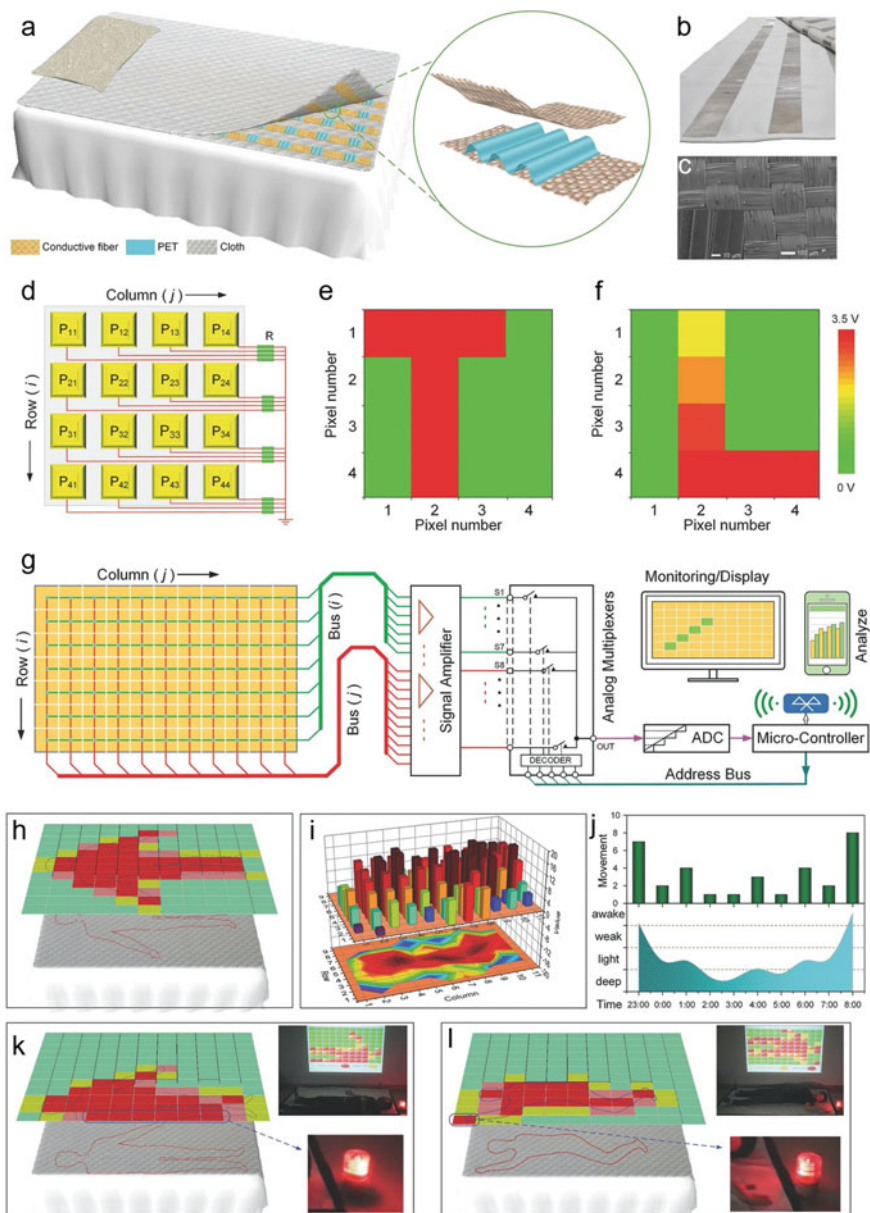 a
b
c
Conductive fiber PET Cloth
d
Column (j)
Row (i)
R
P11 P12 P13 P14
P21 P22 P23 P24
P31 P32 P33 P34
P41 P42 P43 P44
e
Pixel number
1
2
3
4
1 2 3 4
Pixel number
f
Pixel number
1
2
3
4
1 2 3 4
Pixel number
3.5 V
0 V
g
Column (j)
Row (i)
Bus (i)
Bus (j)
Signal Amplifier
S1
S7
S8
DECODER
OUT
Analog Multiplexers
Monitoring/Display
Analyze
ADC
Micro-Controller
Address Bus
h
i
Value
Row
Column
j
Movement
10
8
6
4
2
0
awake
weak
light
deep
Time 23:00 0:00 1:00 2:00 3:00 4:00 5:00 6:00 7:00 8:00
k
l